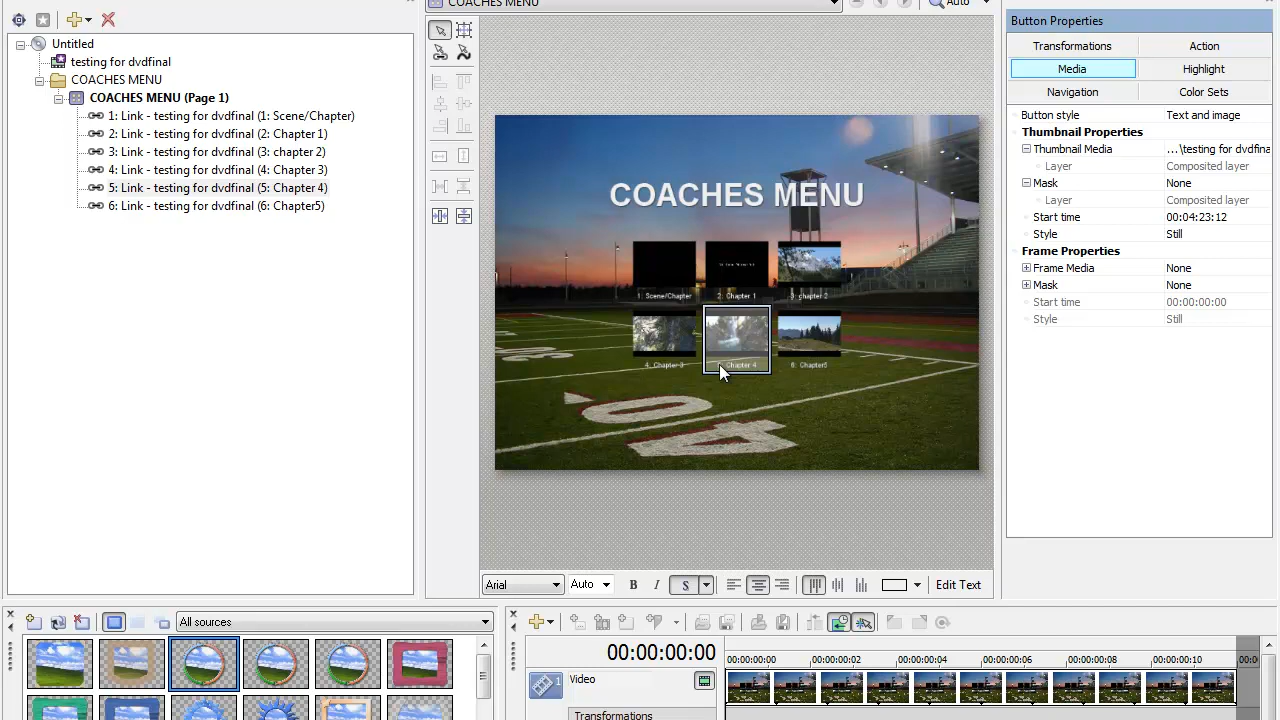 COACHES MENU
Auto
Untitled
testing for dvdfinal
COACHES MENU
COACHES MENU (Page 1)
1: Link - testing for dvdfinal (1: Scene/Chapter)
2: Link - testing for dvdfinal (2: Chapter 1)
3: Link - testing for dvdfinal (3: chapter 2)
4: Link - testing for dvdfinal (4: Chapter 3)
5: Link - testing for dvdfinal (5: Chapter 4)
6: Link - testing for dvdfinal (6: Chapter5)
COACHES MENU
1: Scene/Chapter
2: Chapter 1
3: chapter 2
4: Chapter 3
Chapter 4
6: Chapter5
Button Properties
Transformations Action
Media Highlight
Navigation Color Sets
Button style Text and image
Thumbnail Properties
Thumbnail Media ...\testing for dvdfina
Layer Composited layer
Mask None
Layer Composited layer
Start time 00:04:23:12
Style Still
Frame Properties
Frame Media None
Mask None
Start time 00:00:00:00
Style Still
Arial Auto B I S Edit Text
All sources
00:00:00:00
00:00:00:00 00:00:00:02 00:00:00:04 00:00:00:06 00:00:00:08 00:00:00:10 00:0
1 Video
Transformations